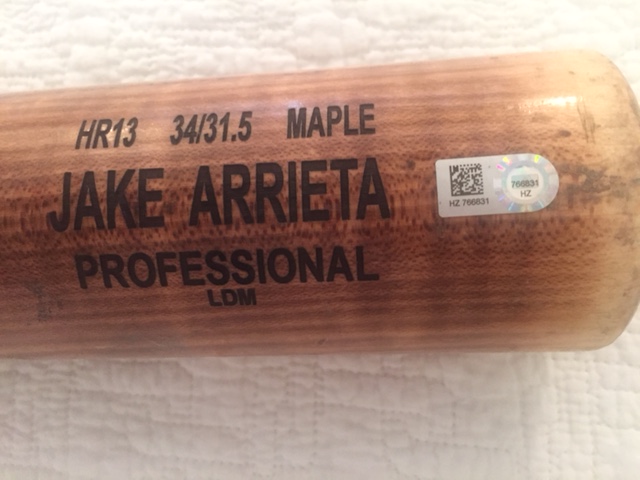 HR13 34/31.5 MAPLE
JAKE ARRIETA
PROFESSIONAL
LDM
766831
HZ
HZ 766831